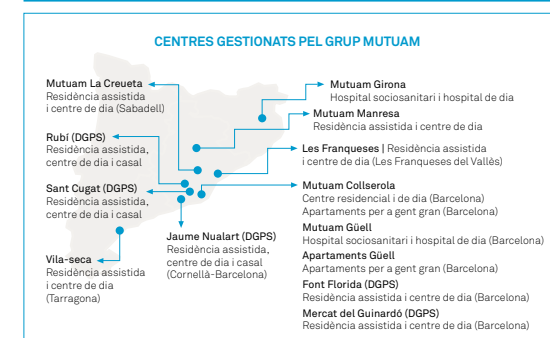 CENTRES GESTIONATS PEL GRUP MUTUAM
Mutuam La Creueta
Residència assistida
i centre de dia (Sabadell)
Rubí (DGPS)
Residència assistida,
centre de dia i casal
Sant Cugat (DGPS)
Residència assistida,
centre de dia i casal
Vila-seca
Residència assistida
i centre de dia
(Tarragona)
Jaume Nualart (DGPS)
Residència assistida,
centre de dia i casal
(Cornellà-Barcelona)
Mutuam Girona
Hospital sociosanitari i hospital de dia
Mutuam Manresa
Residència assistida i centre de dia
Les Franqueses | Residència assistida
i centre de dia (Les Franqueses del Vallès)
Mutuam Collserola
Centre residencial i de dia (Barcelona)
Apartaments per a gent gran (Barcelona)
Mutuam Güell
Hospital sociosanitari i hospital de dia (Barcelona)
Apartaments Güell
Apartaments per a gent gran (Barcelona)
Font Florida (DGPS)
Residència assistida i centre de dia (Barcelona)
Mercat del Guinardó (DGPS)
Residència assistida i centre de dia (Barcelona)